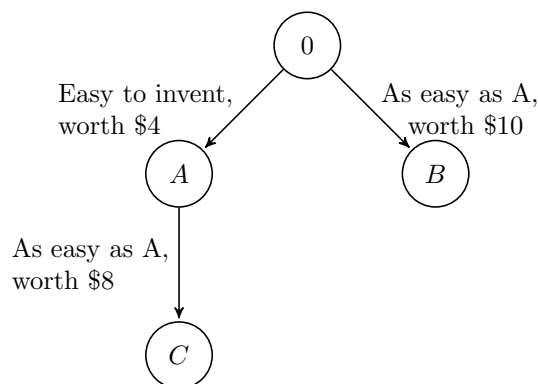 0
Easy to invent,
worth $4
As easy as A,
worth $10
A
B
As easy as A,
worth $8
C